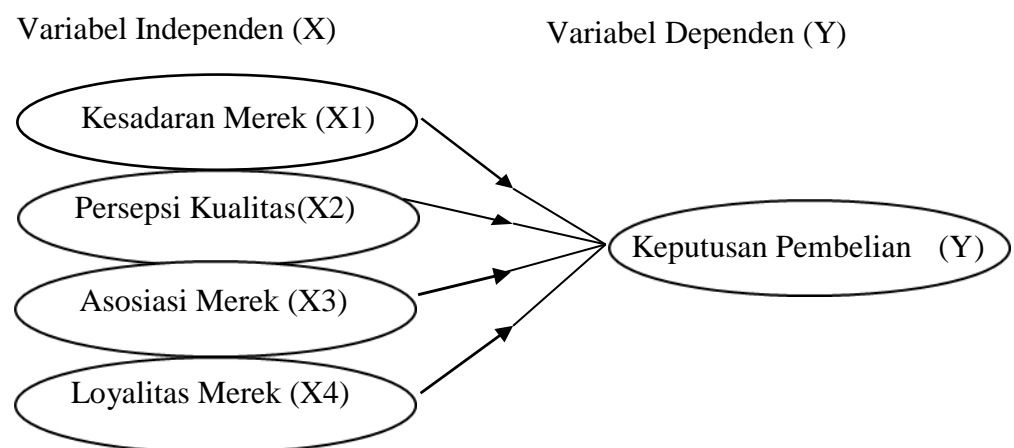 Variabel Independen (X)
Variabel Dependen (Y)
Kesadaran Merek (X1)
Persepsi Kualitas(X2)
Keputusan Pembelian (Y)
Asosiasi Merek (X3)
Loyalitas Merek (X4)